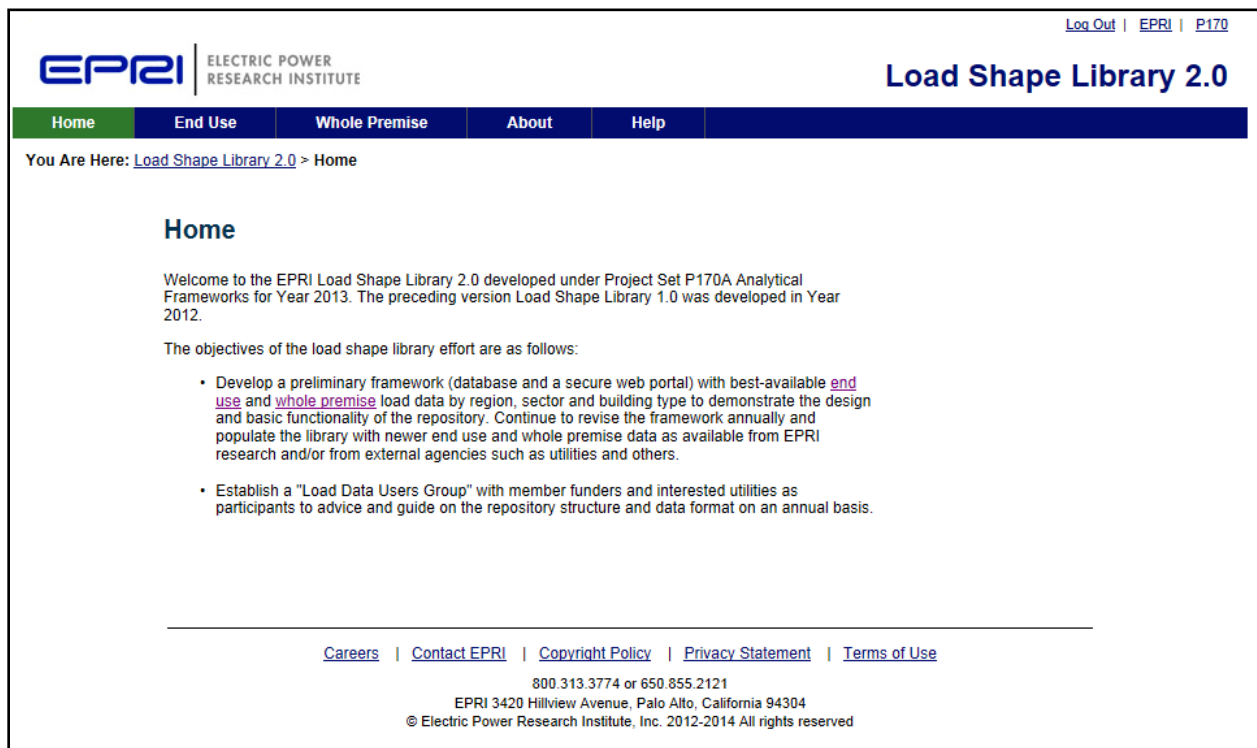 Log Out | EPRI | P170
EPRI ELECTRIC POWER
RESEARCH INSTITUTE
Load Shape Library 2.0
Home End Use Whole Premise About Help
You Are Here: Load Shape Library 2.0 > Home
Home
Welcome to the EPRI Load Shape Library 2.0 developed under Project Set P170A Analytical
Frameworks for Year 2013. The preceding version Load Shape Library 1.0 was developed in Year
2012.
The objectives of the load shape library effort are as follows:
• Develop a preliminary framework (database and a secure web portal) with best-available end
use and whole premise load data by region, sector and building type to demonstrate the design
and basic functionality of the repository. Continue to revise the framework annually and
populate the library with newer end use and whole premise data as available from EPRI
research and/or from external agencies such as utilities and others.
• Establish a "Load Data Users Group" with member funders and interested utilities as
participants to advice and guide on the repository structure and data format on an annual basis.
Careers | Contact EPRI | Copyright Policy | Privacy Statement | Terms of Use
800.313.3774 or 650.855.2121
EPRI 3420 Hillview Avenue, Palo Alto, California 94304
© Electric Power Research Institute, Inc. 2012-2014 All rights reserved